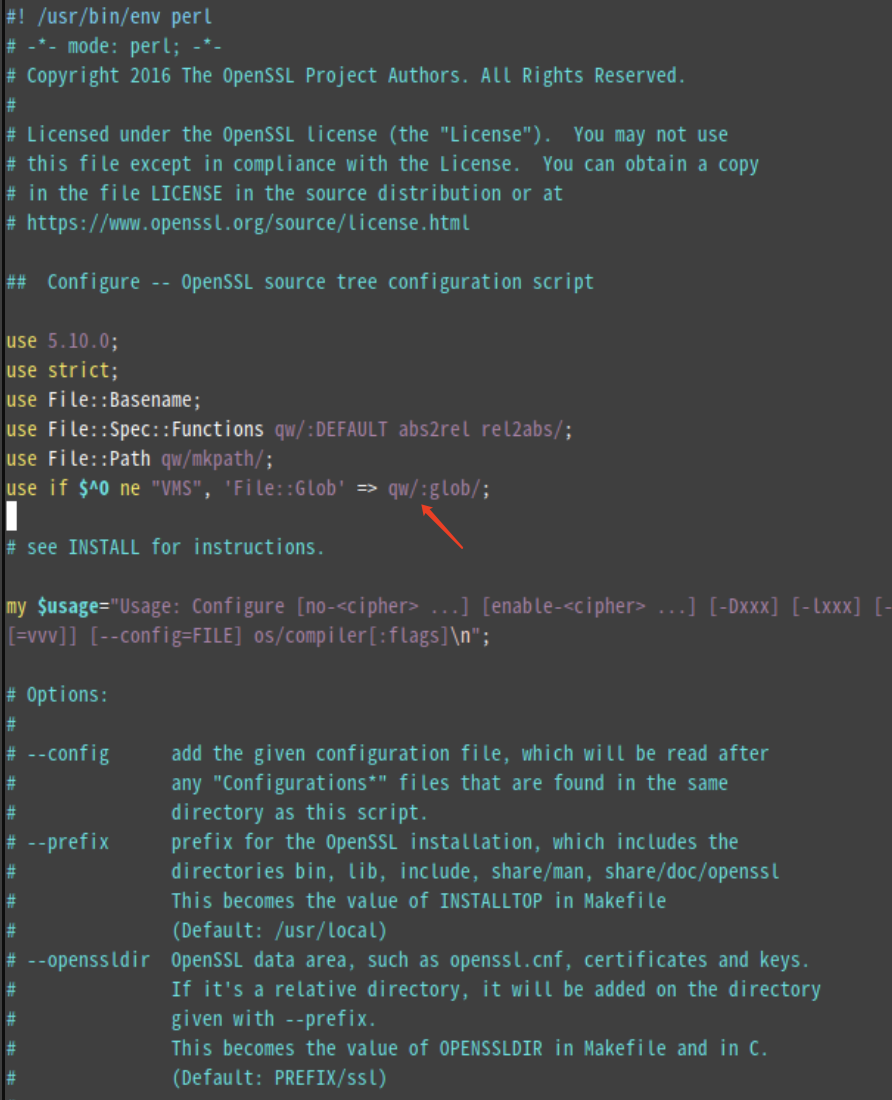 #! /usr/bin/env perl
# -*- mode: perl; -*-
# Copyright 2016 The OpenSSL Project Authors. All Rights Reserved.
#
# Licensed under the OpenSSL license (the "License").  You may not use
# this file except in compliance with the License.  You can obtain a copy
# in the file LICENSE in the source distribution or at
# https://www.openssl.org/source/license.html

##  Configure -- OpenSSL source tree configuration script

use 5.10.0;
use strict;
use File::Basename;
use File::Spec::Functions qw/:DEFAULT abs2rel rel2abs/;
use File::Path qw/mkpath/;
use if $^O ne "VMS", 'File::Glob' => qw/:glob/;

# see INSTALL for instructions.

my $usage="Usage: Configure [no-<cipher> ...] [enable-<cipher> ...] [-Dxxx] [-lxxx] [-
[=vvv]] [--config=FILE] os/compiler[:flags]\n";

# Options:
#
# --config      add the given configuration file, which will be read after
#               any "Configurations*" files that are found in the same
#               directory as this script.
# --prefix      prefix for the OpenSSL installation, which includes the
#               directories bin, lib, include, share/man, share/doc/openssl
#               This becomes the value of INSTALLTOP in Makefile
#               (Default: /usr/local)
# --openssldir  OpenSSL data area, such as openssl.cnf, certificates and keys.
#               If it's a relative directory, it will be added on the directory
#               given with --prefix.
#               This becomes the value of OPENSSLDIR in Makefile and in C.
#               (Default: PREFIX/ssl)